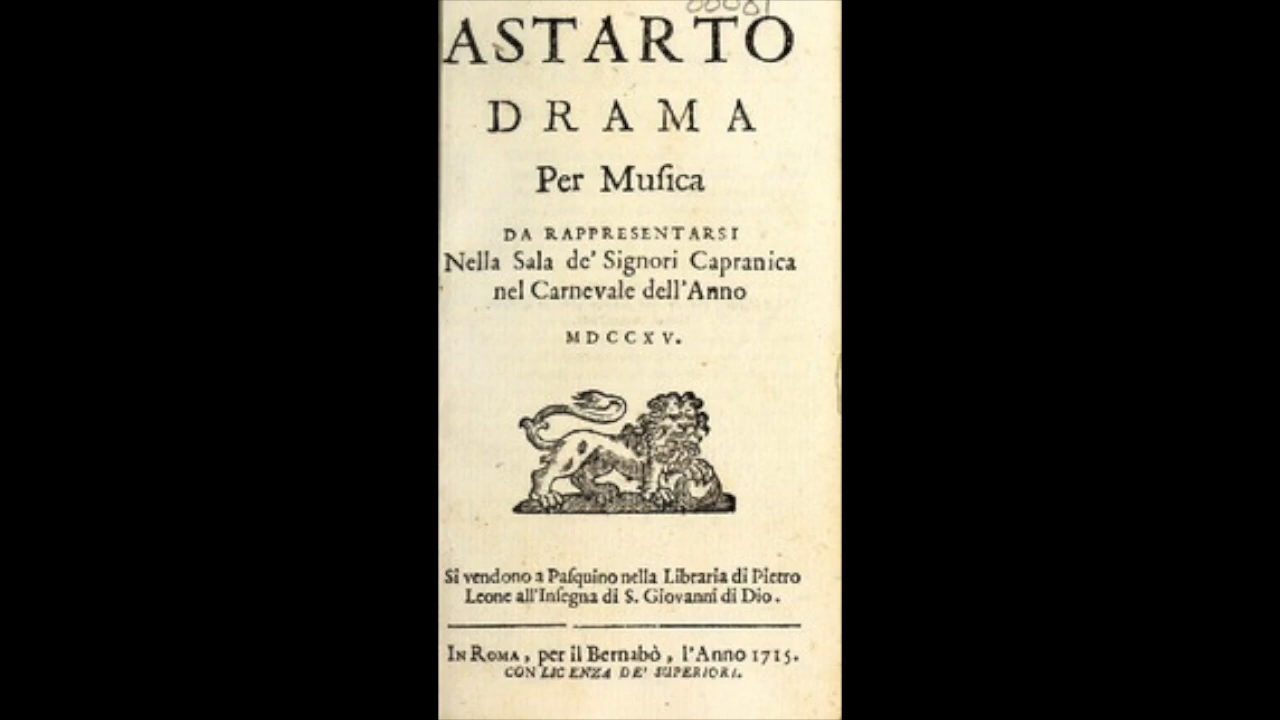 00081
ASTARTO
DRAMA
Per Muſica
DA RAPPRESENTARSI
Nella Sala de' Signori Capranica
nel Carnevale dell'Anno
MDCCXV.
Si vendono a Paſquino nella Libraria di Pietro
Leone all'Inſegna di S. Giovanni di Dio.
IN ROMA, per il Bernabò, l'Anno 1715.
CON LICENZA DE' SUPERIORI.